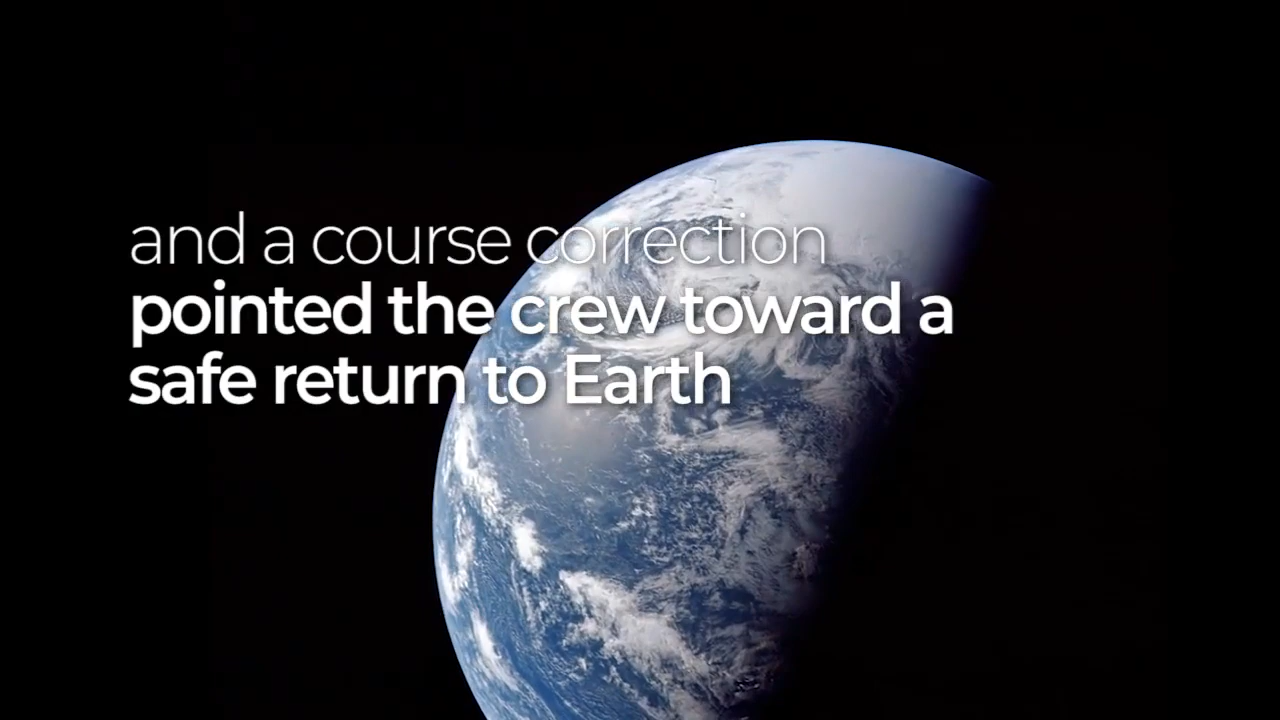 and a course correction
pointed the crew toward a
safe return to Earth